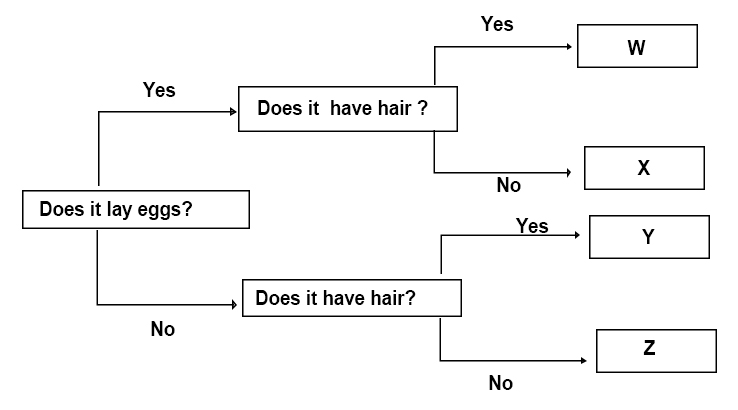 Yes
W
Yes
Does it have hair ?
X
No
Does it lay eggs?
Yes
Y
Does it have hair?
No
Z
No